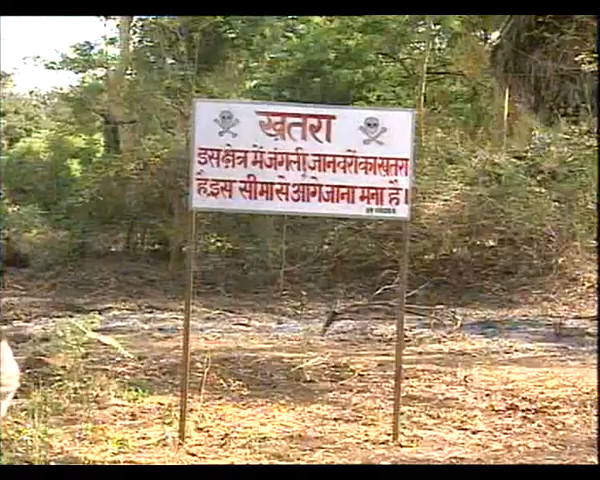 खतरा
इस क्षेत्र में जंगली जानवरों का खतरा
है, इस सीमा से आगे जाना मना है।